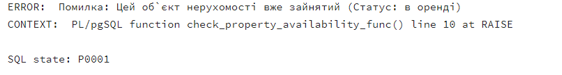 ERROR:  Помилка: Цей об`єкт нерухомості вже зайнятий (Статус: в оренді)
CONTEXT:  PL/pgSQL function check_property_availability_func() line 10 at RAISE
SQL state: P0001